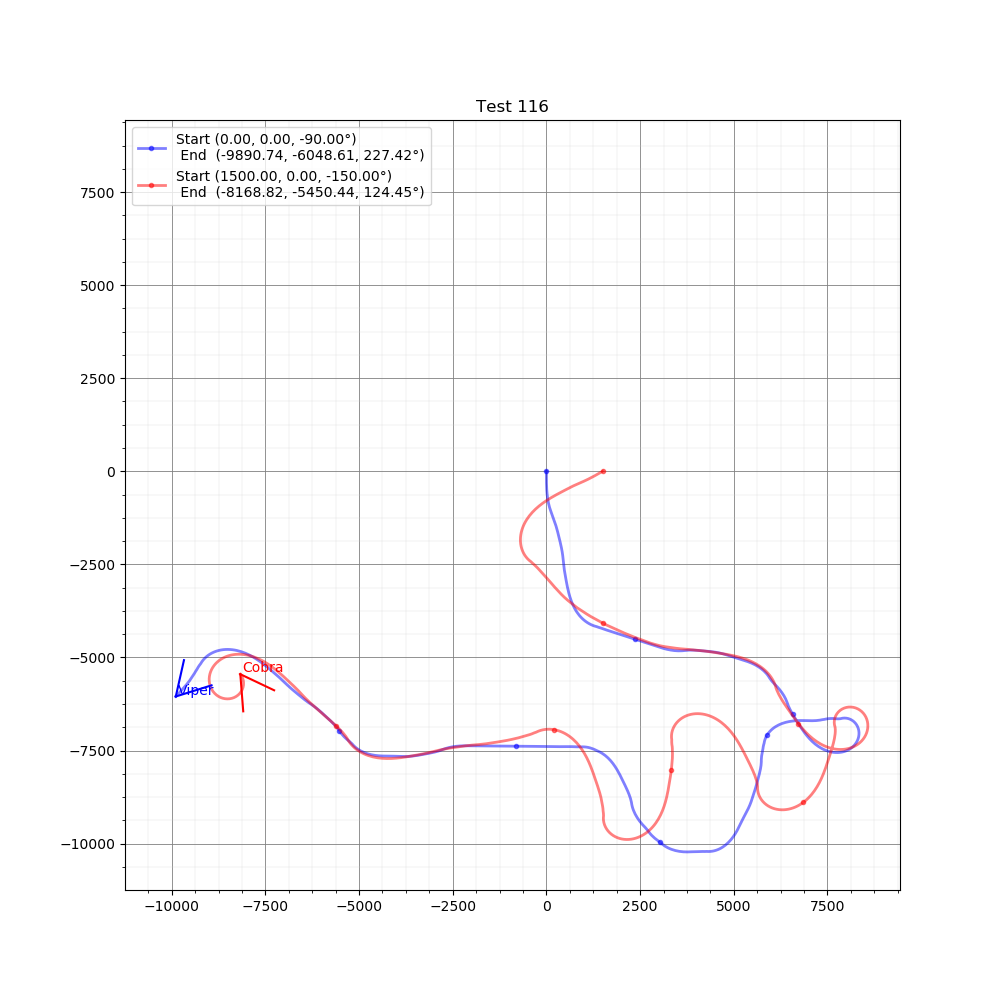 Test 116
Start (0.00, 0.00, -90.00°)
End (-9890.74, -6048.61, 227.42°)
Start (1500.00, 0.00, -150.00°)
End (-8168.82, -5450.44, 124.45°)
7500
5000
2500
0
−2500
−5000
−7500
−10000
Cobra
Viper
−10000 −7500 −5000 −2500 0 2500 5000 7500